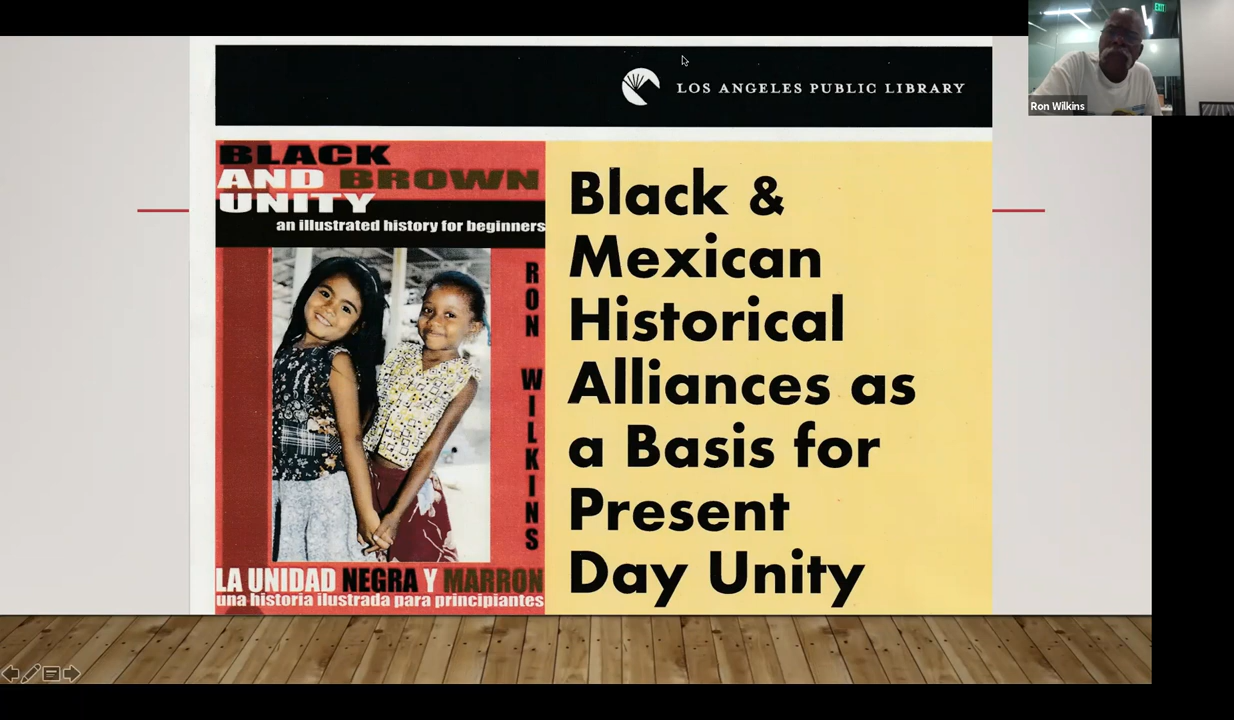 LOS ANGELES PUBLIC LIBRARY
BLACK
AND BROWN
UNITY
an illustrated history for beginners
RON WILKINS
LA UNIDAD NEGRA Y MARRON
una historia ilustrada para principiantes
Black &
Mexican
Historical
Alliances as
a Basis for
Present
Day Unity
Ron Wilkins
EXIT